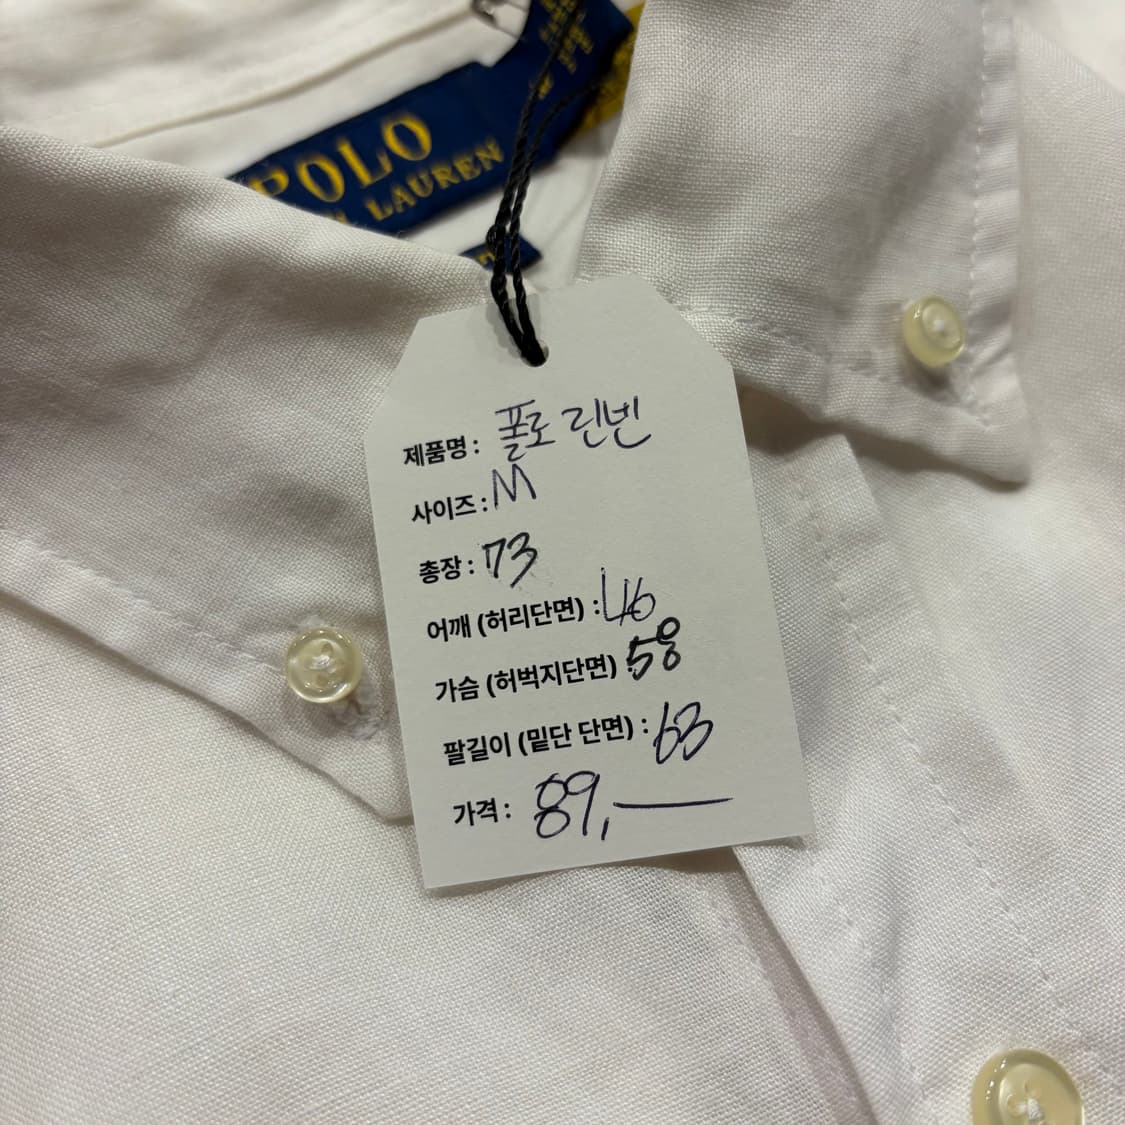 POLO
LAUREN
제품명 : 폴로 린넨
사이즈 : M
총장 : 73
어깨 (허리단면) : 46
가슴 (허벅지단면) : 58
팔길이 (밑단 단면) : 63
가격 : 89,—